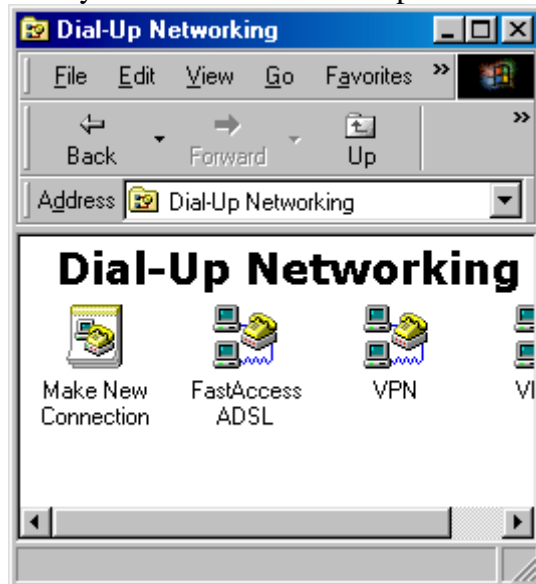 Dial-Up Networking
File Edit View Go Favorites »
Back Forward Up »
Address Dial-Up Networking
Dial-Up Networking
Make New Connection
FastAccess ADSL
VPN